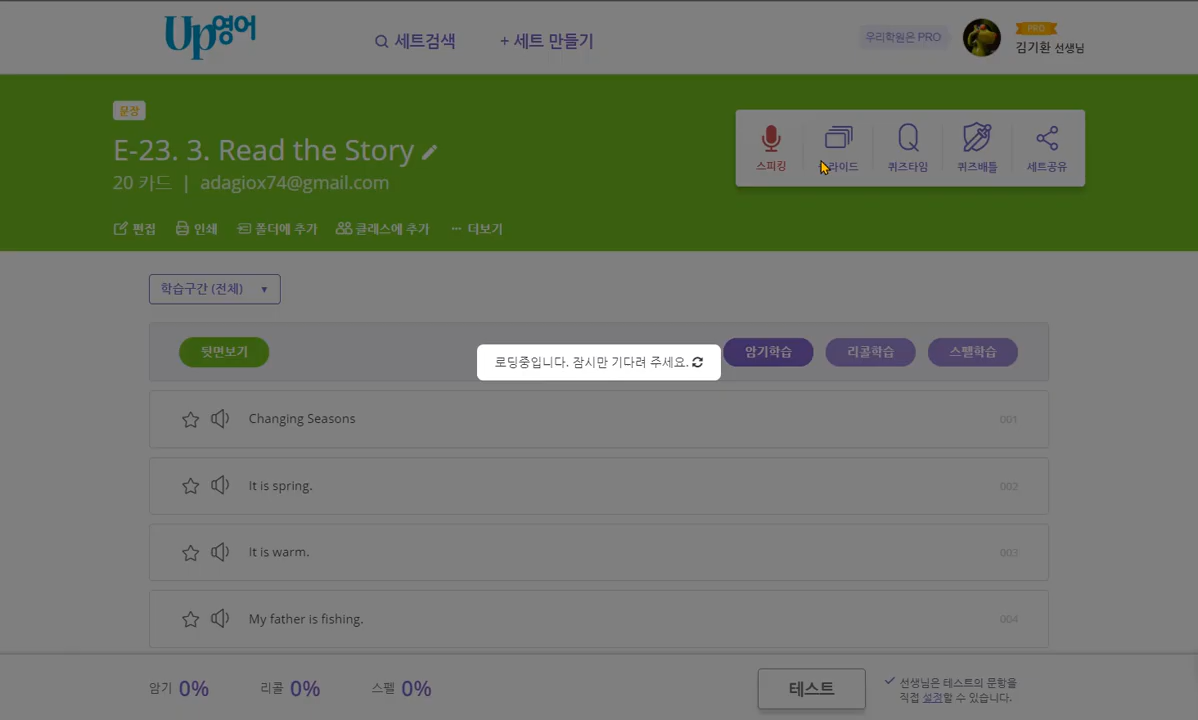 Up영어
세트검색
+ 세트 만들기
우리학원은 PRO
PRO
김기환 선생님
문장
E-23. 3. Read the Story
20 카드 | adagiox74@gmail.com
스피킹
라이드
퀴즈타임
퀴즈배틀
세트공유
편집
인쇄
폴더에 추가
클래스에 추가
··· 더보기
학습구간 (전체) ▼
뒷면보기
로딩중입니다. 잠시만 기다려 주세요.
암기학습
리콜학습
스펠학습
Changing Seasons 001
It is spring. 002
It is warm. 003
My father is fishing. 004
암기 0%
리콜 0%
스펠 0%
테스트
선생님은 테스트의 문항을
직접 설정할 수 있습니다.